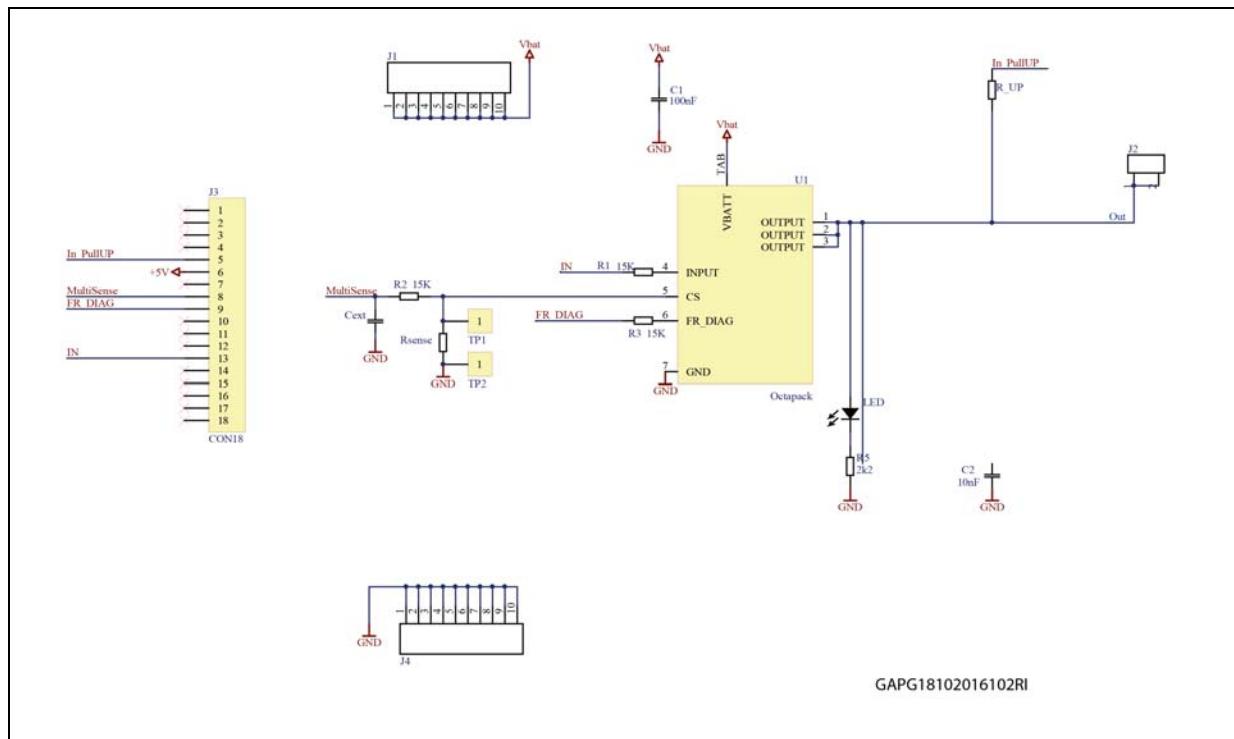 Vbat
J1
1
2
3
4
5
6
7
8
9
10
Vbat
C1
100nF
GND
In_PullUP
R_UP
J2
Vbat
TAB
U1
VBATT
OUTPUT 1
OUTPUT 2
OUTPUT 3
Out
IN
R1 15K
4 INPUT
MultiSense
R2 15K
5 CS
FR_DIAG
R3 15K
6 FR_DIAG
7 GND
GND
Octapack
Cext
GND
Rsense
GND
1
TP1
1
TP2
J3
1
2
3
4
In_PullUP
5
+5V
6
7
MultiSense
8
FR_DIAG
9
10
11
12
IN
13
14
15
16
17
18
CON18
LED
R5
2k2
GND
C2
10nF
GND
GND
1
2
3
4
5
6
7
8
9
10
J4
GAPG18102016102RI